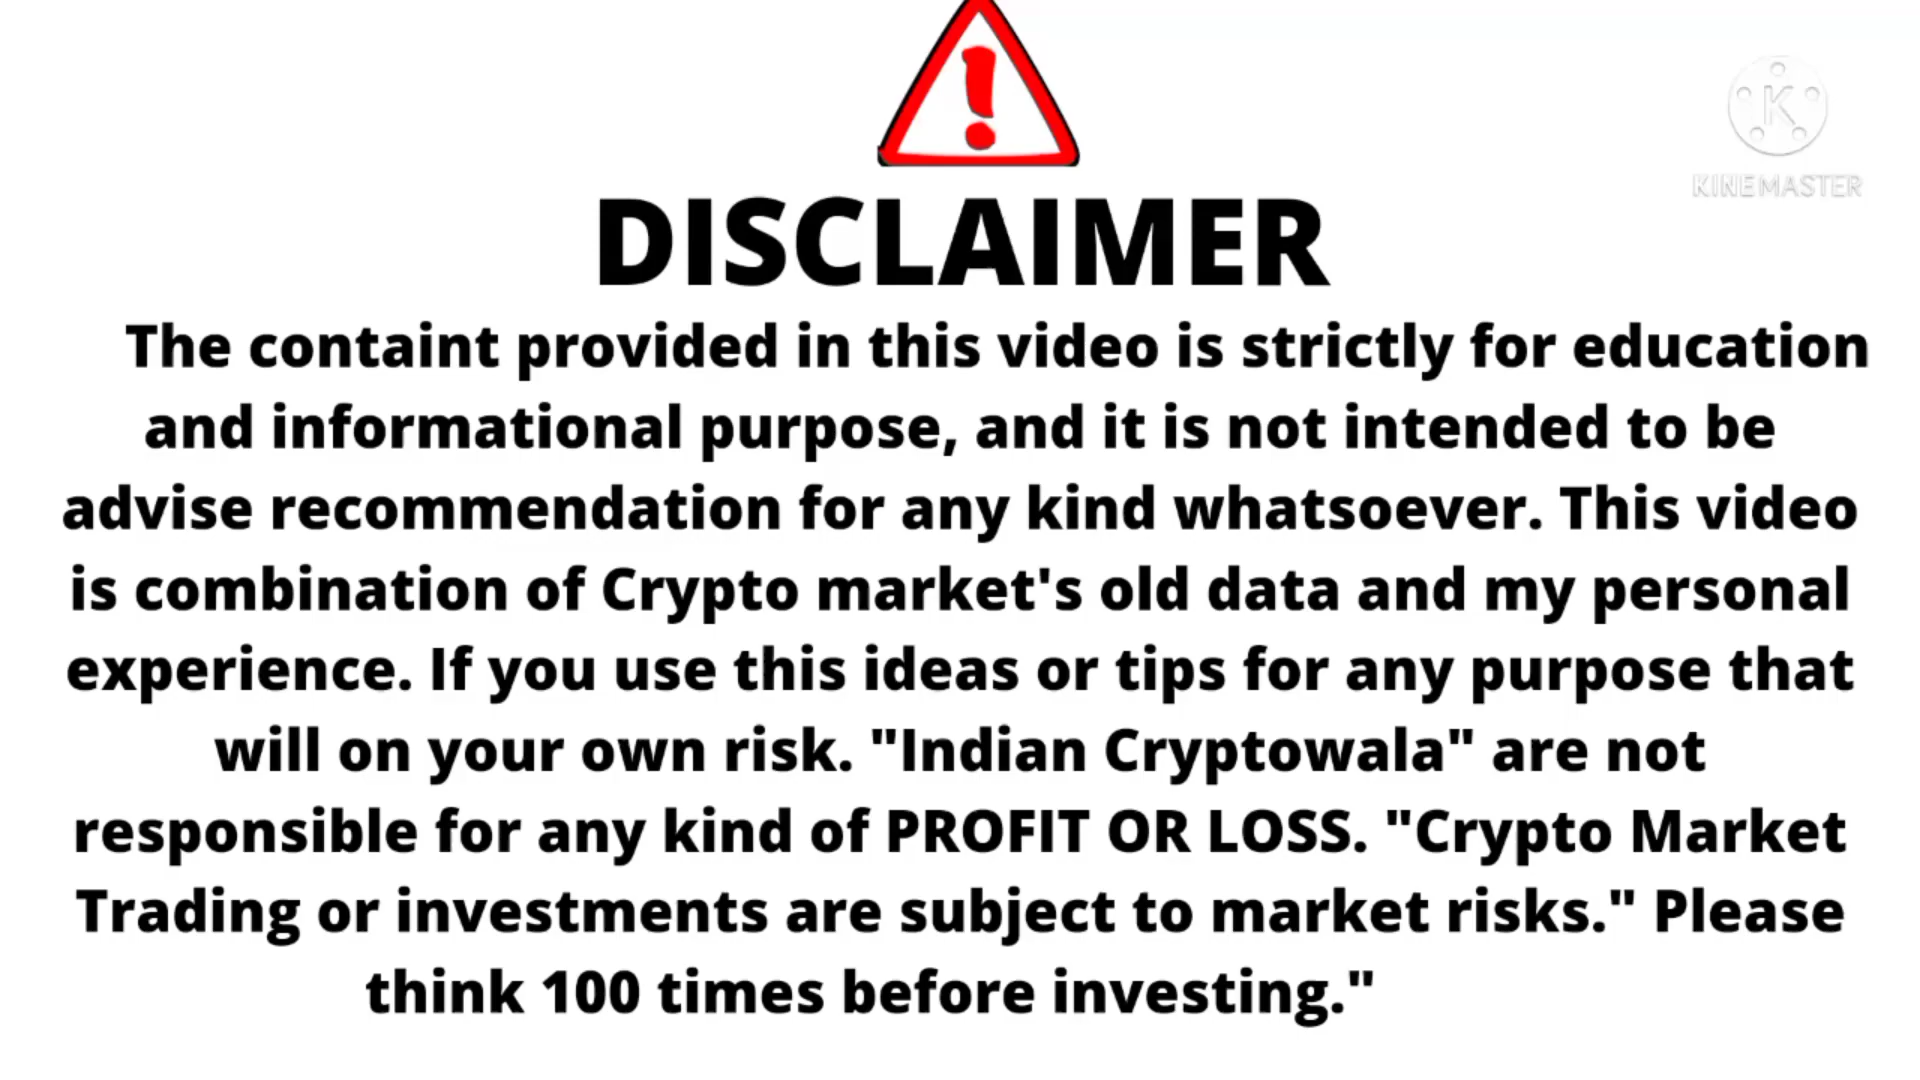 K
KINEMASTER
DISCLAIMER
The containt provided in this video is strictly for education
and informational purpose, and it is not intended to be
advise recommendation for any kind whatsoever. This video
is combination of Crypto market's old data and my personal
experience. If you use this ideas or tips for any purpose that
will on your own risk. "Indian Cryptowala" are not
responsible for any kind of PROFIT OR LOSS. "Crypto Market
Trading or investments are subject to market risks." Please
think 100 times before investing."